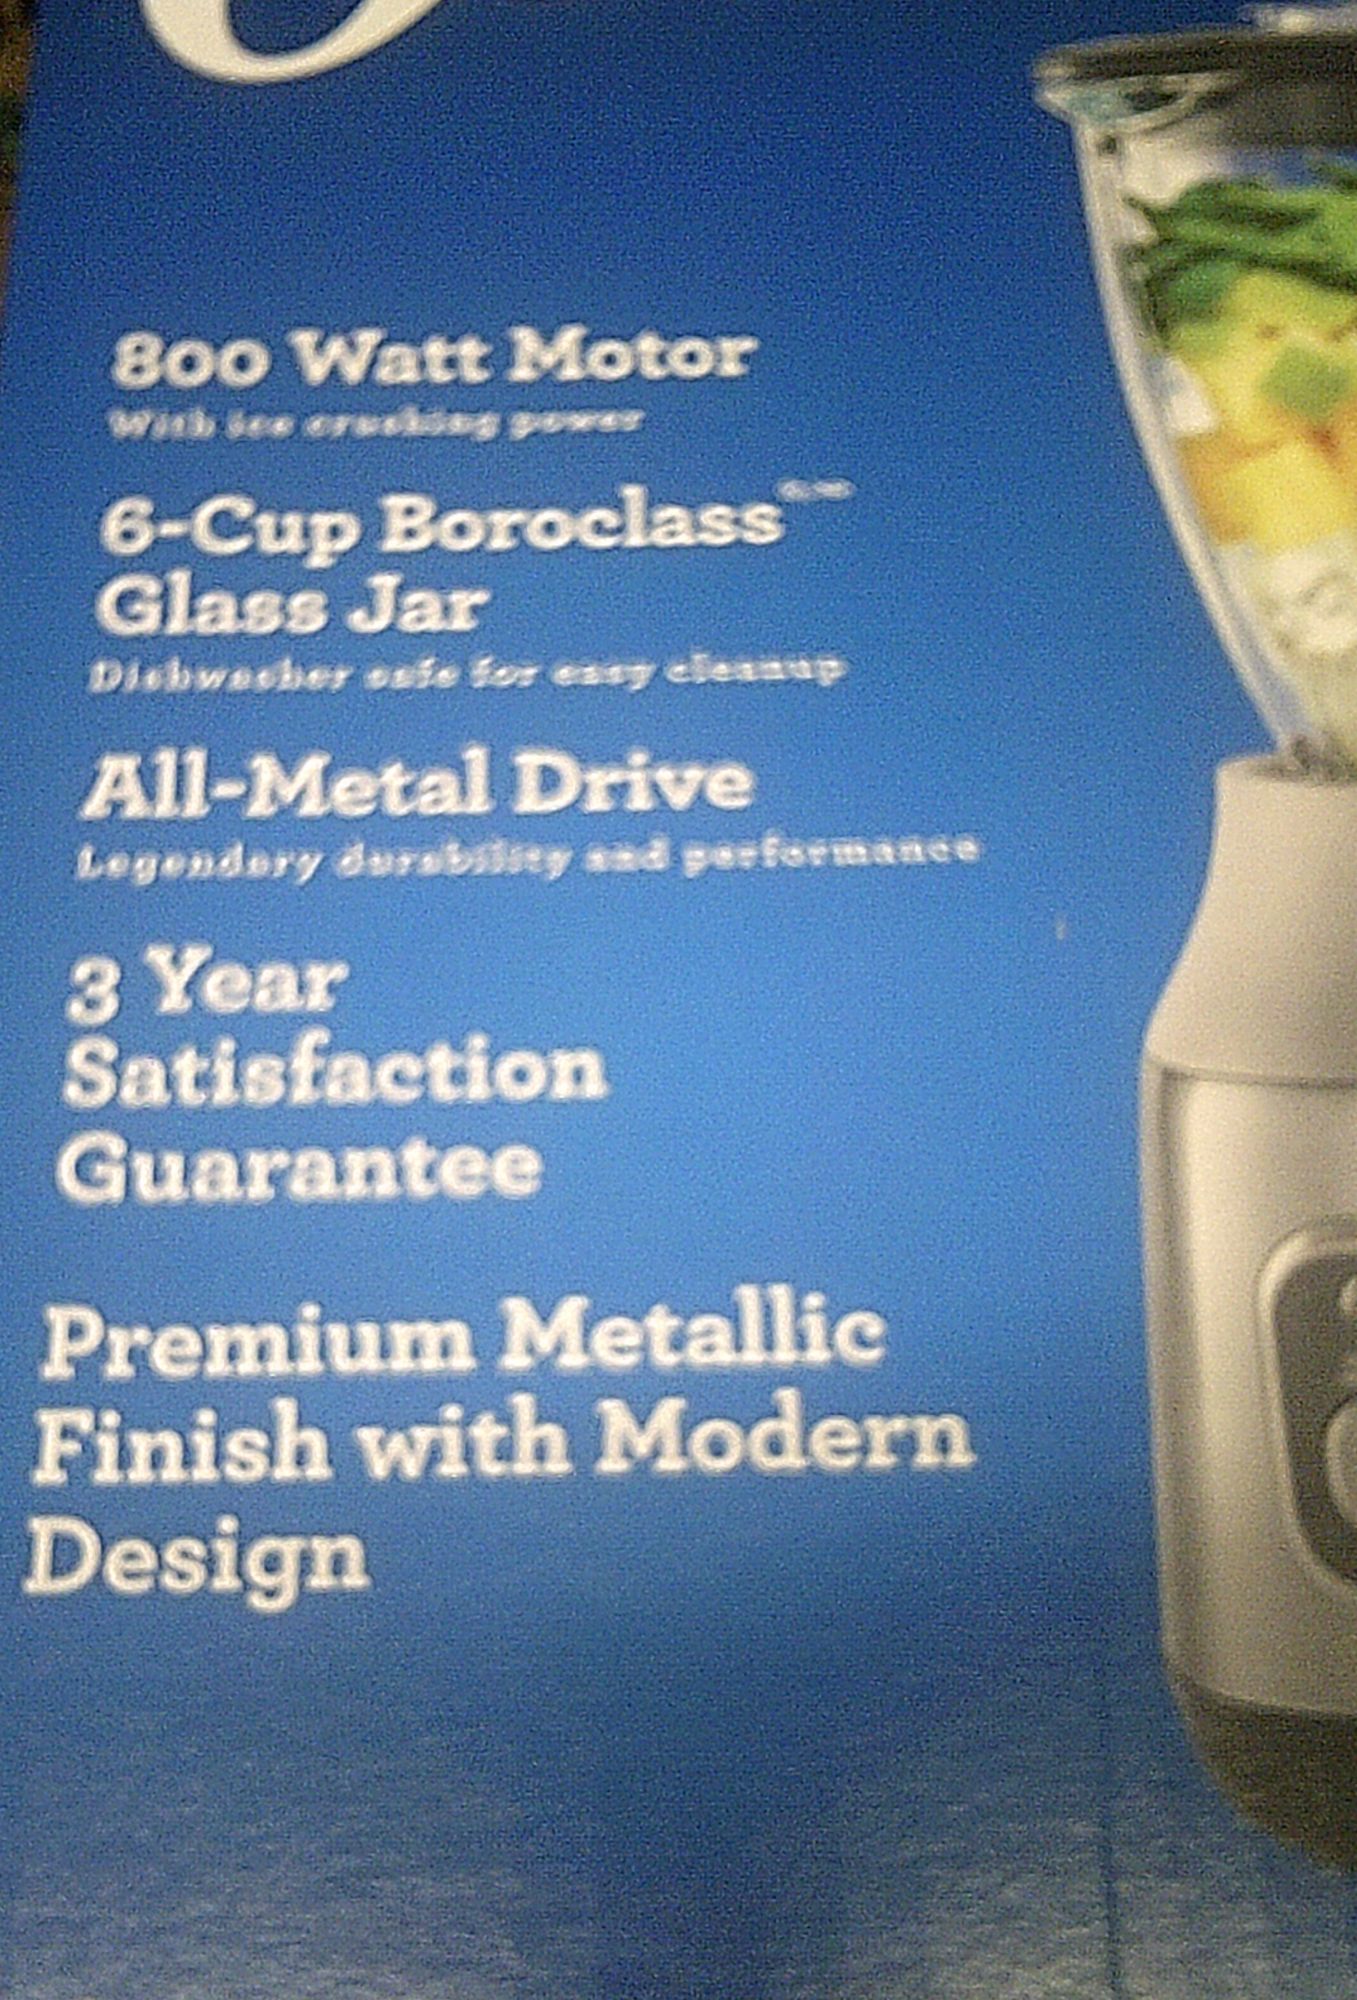 800 Watt Motor
With ice crushing power
6-Cup Boroclass
Glass Jar
Dishwasher safe for easy cleanup
All-Metal Drive
Legendary durability and performance
3 Year
Satisfaction
Guarantee
Premium Metallic
Finish with Modern
Design